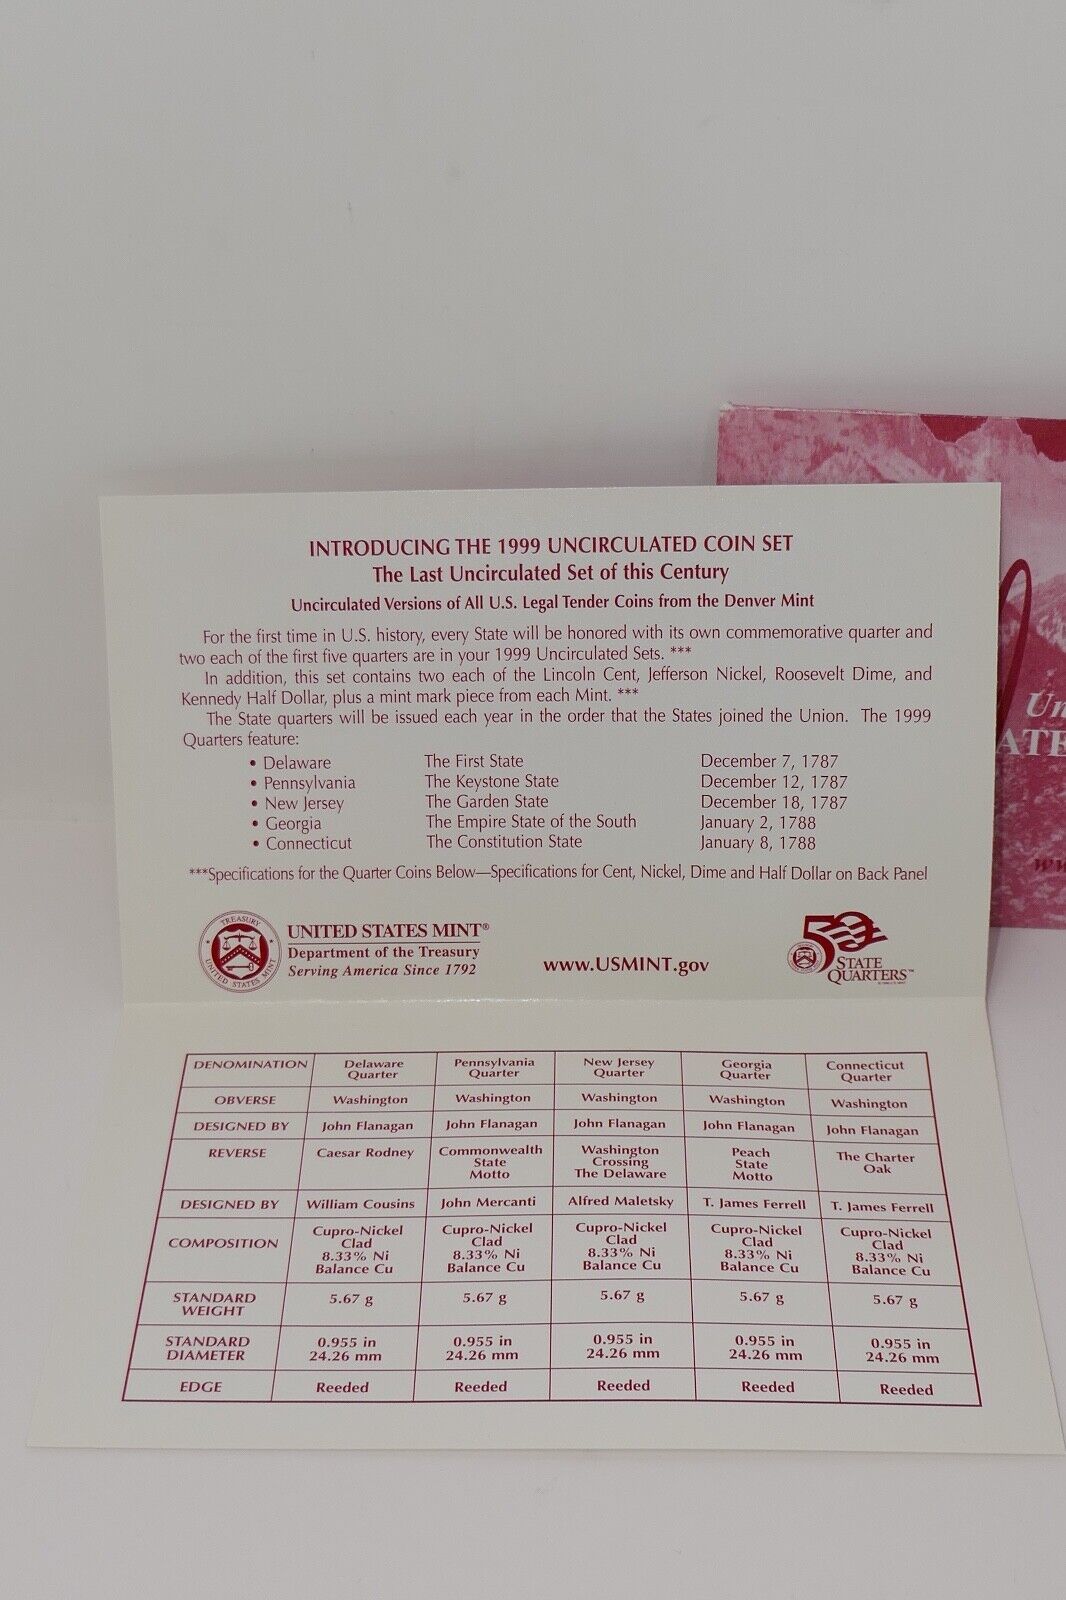 INTRODUCING THE 1999 UNCIRCULATED COIN SET
The Last Uncirculated Set of this Century
Uncirculated Versions of All U.S. Legal Tender Coins from the Denver Mint
For the first time in U.S. history, every State will be honored with its own commemorative quarter and
two each of the first five quarters are in your 1999 Uncirculated Sets. ***
In addition, this set contains two each of the Lincoln Cent, Jefferson Nickel, Roosevelt Dime, and
Kennedy Half Dollar, plus a mint mark piece from each Mint. ***
The State quarters will be issued each year in the order that the States joined the Union. The 1999
Quarters feature:
• Delaware The First State December 7, 1787
• Pennsylvania The Keystone State December 12, 1787
• New Jersey The Garden State December 18, 1787
• Georgia The Empire State of the South January 2, 1788
• Connecticut The Constitution State January 8, 1788
***Specifications for the Quarter Coins Below—Specifications for Cent, Nickel, Dime and Half Dollar on Back Panel
TREASURY
UNITED STATES MINT
UNITED STATES MINT®
Department of the Treasury
Serving America Since 1792
www.USMINT.gov
50
STATE
QUARTERS™
DENOMINATION Delaware Quarter Pennsylvania Quarter New Jersey Quarter Georgia Quarter Connecticut Quarter
OBVERSE Washington Washington Washington Washington Washington
DESIGNED BY John Flanagan John Flanagan John Flanagan John Flanagan John Flanagan
REVERSE Caesar Rodney Commonwealth State Motto Washington Crossing The Delaware Peach State Motto The Charter Oak
DESIGNED BY William Cousins John Mercanti Alfred Maletsky T. James Ferrell T. James Ferrell
COMPOSITION Cupro-Nickel Clad 8.33% Ni Balance Cu Cupro-Nickel Clad 8.33% Ni Balance Cu Cupro-Nickel Clad 8.33% Ni Balance Cu Cupro-Nickel Clad 8.33% Ni Balance Cu Cupro-Nickel Clad 8.33% Ni Balance Cu
STANDARD WEIGHT 5.67 g 5.67 g 5.67 g 5.67 g 5.67 g
STANDARD DIAMETER 0.955 in 24.26 mm 0.955 in 24.26 mm 0.955 in 24.26 mm 0.955 in 24.26 mm 0.955 in 24.26 mm
EDGE Reeded Reeded Reeded Reeded Reeded
Un
ATE